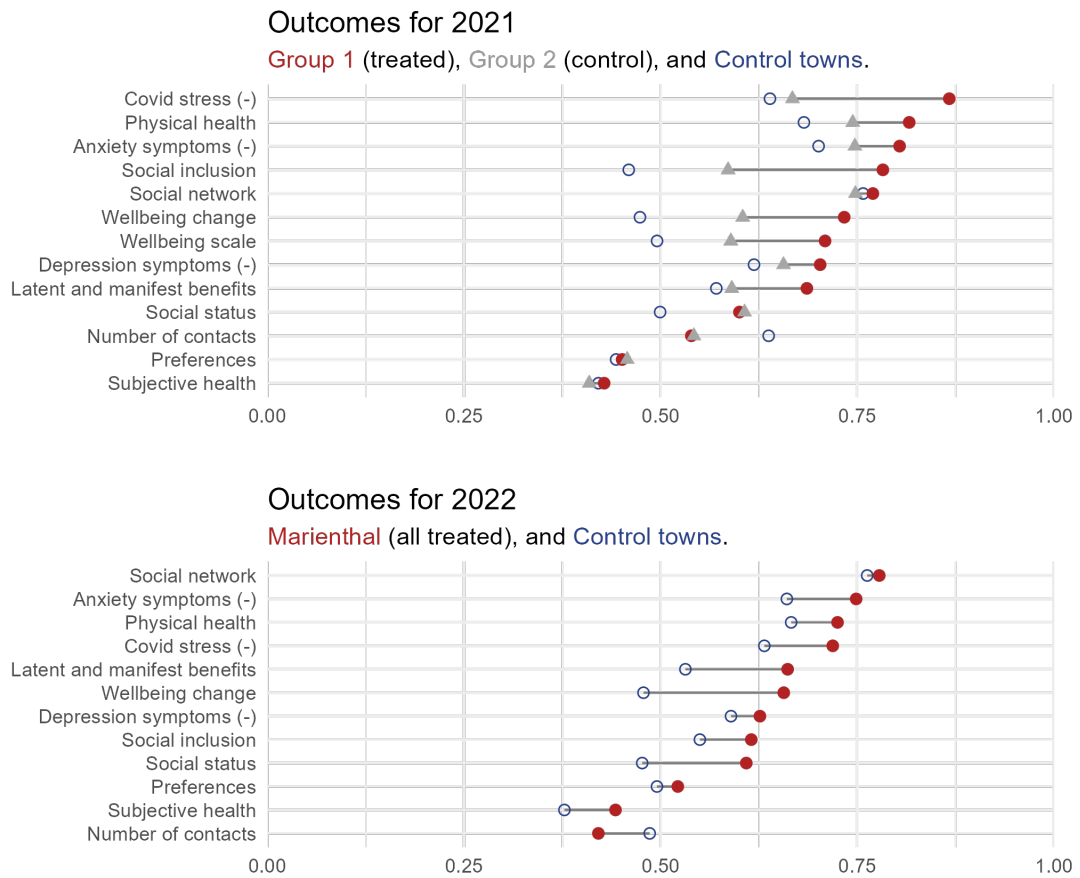 Outcomes for 2021
Group 1 (treated), Group 2 (control), and Control towns.
Covid stress (-)
Physical health
Anxiety symptoms (-)
Social inclusion
Social network
Wellbeing change
Wellbeing scale
Depression symptoms (-)
Latent and manifest benefits
Social status
Number of contacts
Preferences
Subjective health
0.00 0.25 0.50 0.75 1.00
Outcomes for 2022
Marienthal (all treated), and Control towns.
Social network
Anxiety symptoms (-)
Physical health
Covid stress (-)
Latent and manifest benefits
Wellbeing change
Depression symptoms (-)
Social inclusion
Social status
Preferences
Subjective health
Number of contacts
0.00 0.25 0.50 0.75 1.00